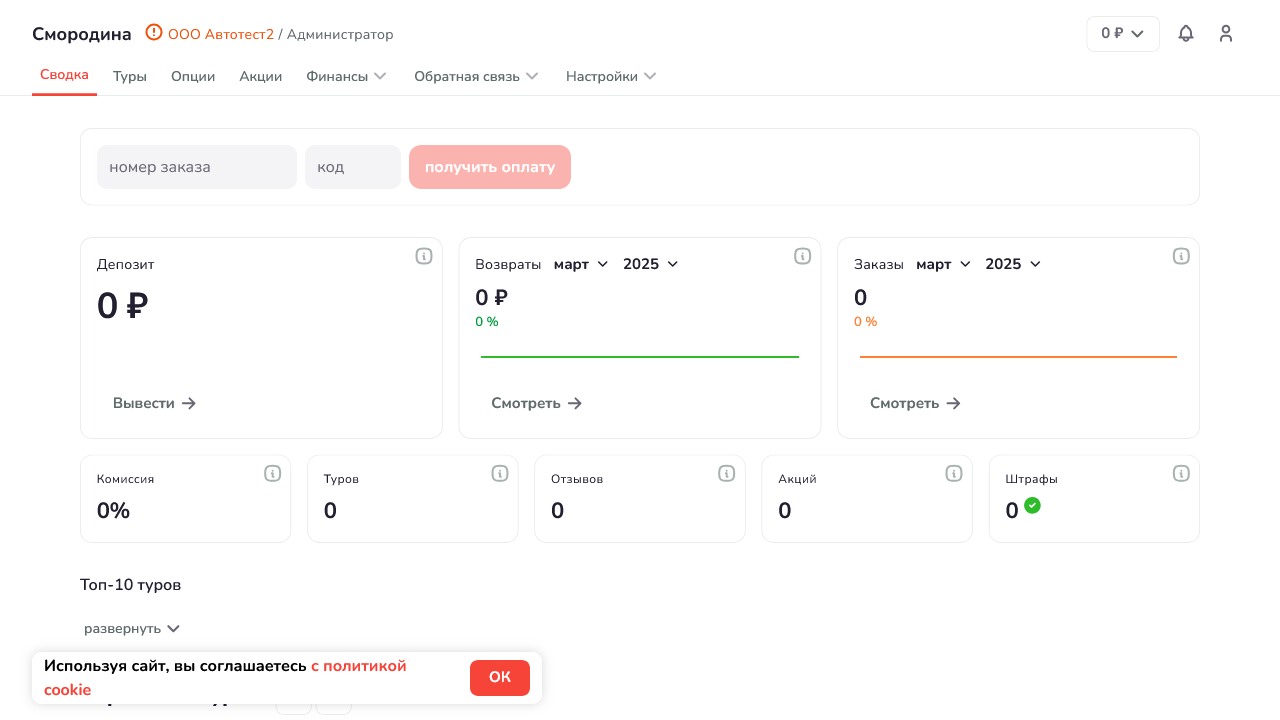 Смородина
ООО Автотест2 / Администратор
0 ₽
Сводка
Туры
Опции
Акции
Финансы
Обратная связь
Настройки
номер заказа
код
получить оплату
Депозит
0 ₽
Вывести
Возвраты март 2025
0 ₽
0 %
Смотреть
Заказы март 2025
0
0 %
Смотреть
Комиссия
0%
Туров
0
Отзывов
0
Акций
0
Штрафы
0
Топ-10 туров
развернуть
Используя сайт, вы соглашаетесь с политикой
cookie
ОК